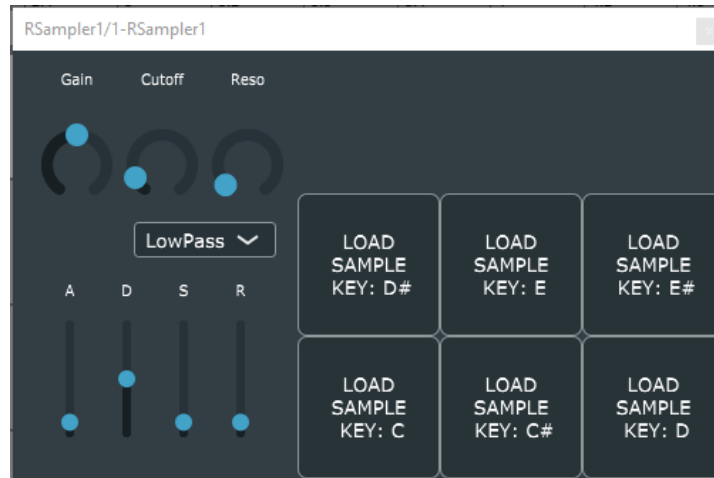 RSampler1/1-RSampler1
Gain Cutoff Reso
LowPass
A D S R
LOAD
SAMPLE
KEY: D#
LOAD
SAMPLE
KEY: E
LOAD
SAMPLE
KEY: E#
LOAD
SAMPLE
KEY: C
LOAD
SAMPLE
KEY: C#
LOAD
SAMPLE
KEY: D